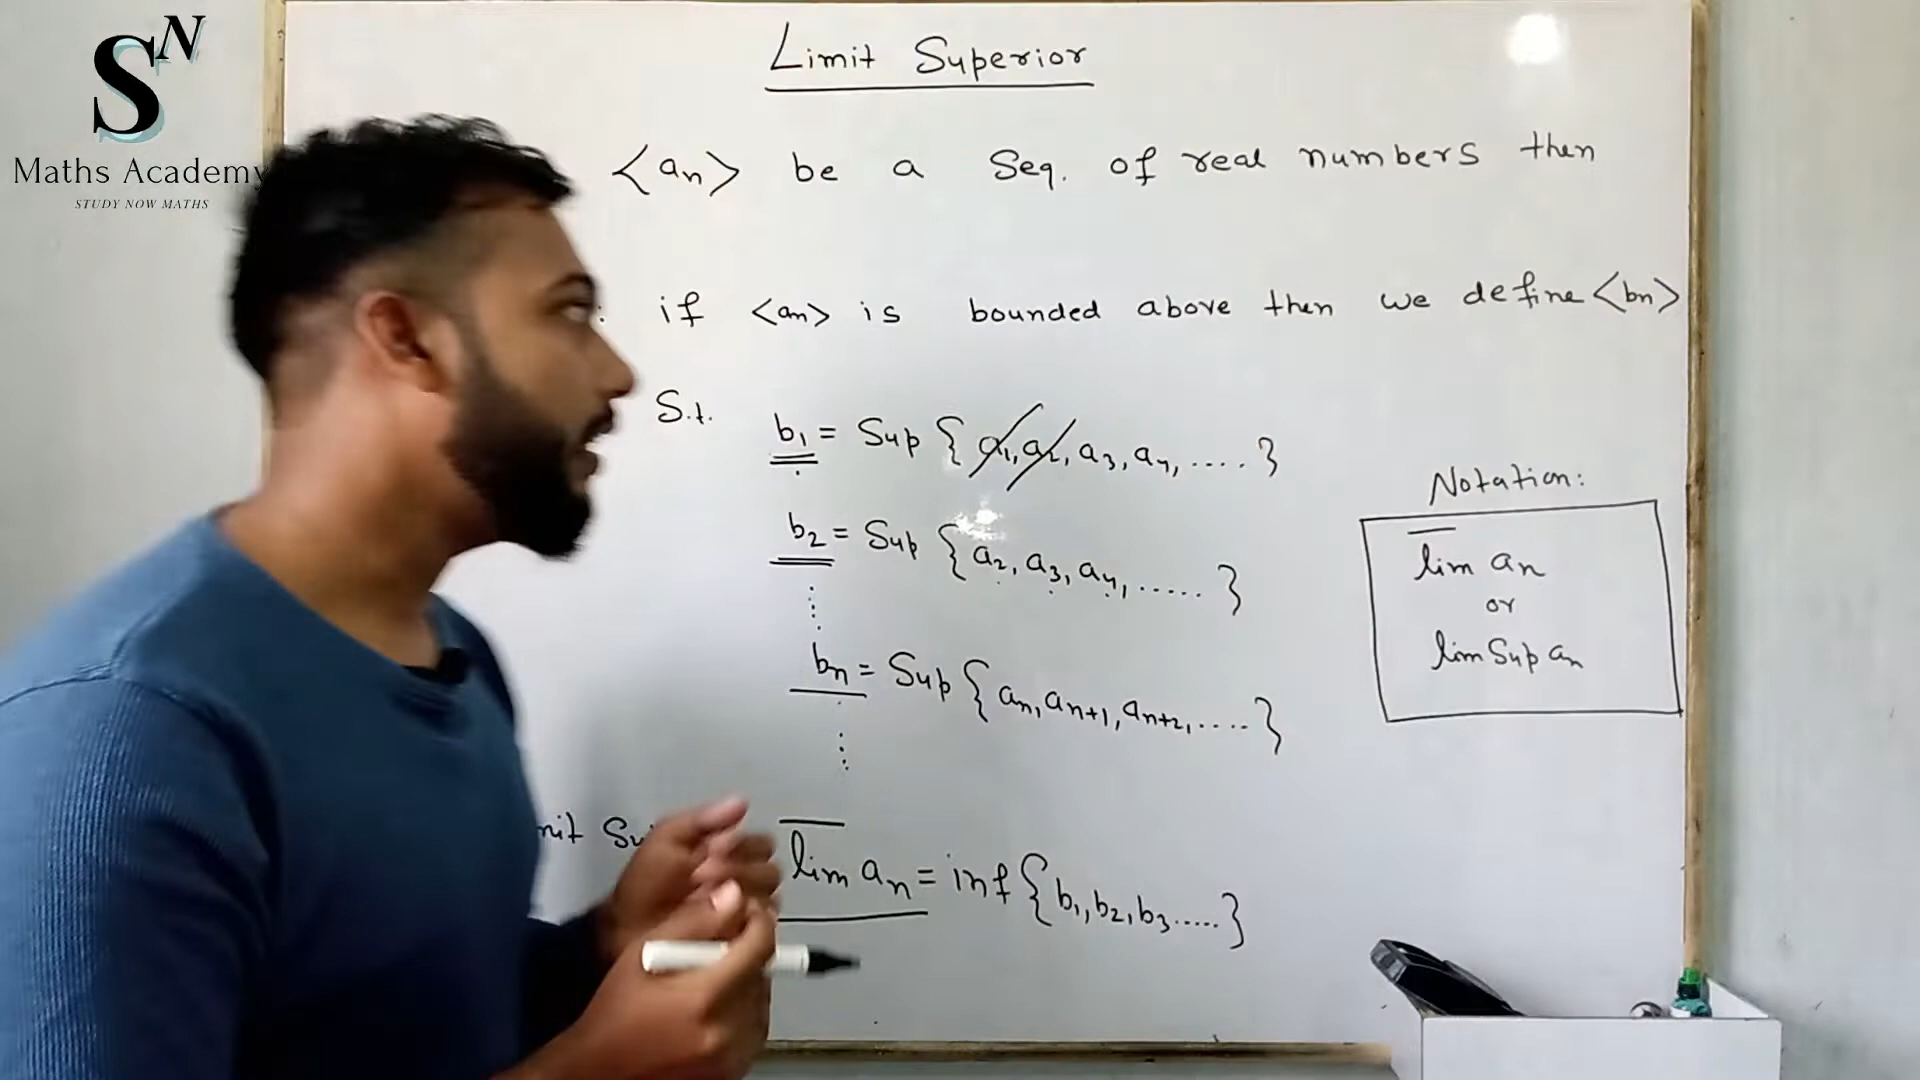 SN
Maths Academy
STUDY NOW MATHS
Limit Superior
<an> be a Seq. of real numbers then
: if <an> is bounded above then we define <bn>
S.t. b1 = Sup { a1, a2, a3, a4, ..... }
b2 = Sup { a2, a3, a4, ...... }
bn = Sup { an, an+1, an+2, ..... }
lim an = inf { b1, b2, b3 ..... }
Notation:
lim an
or
lim Sup an